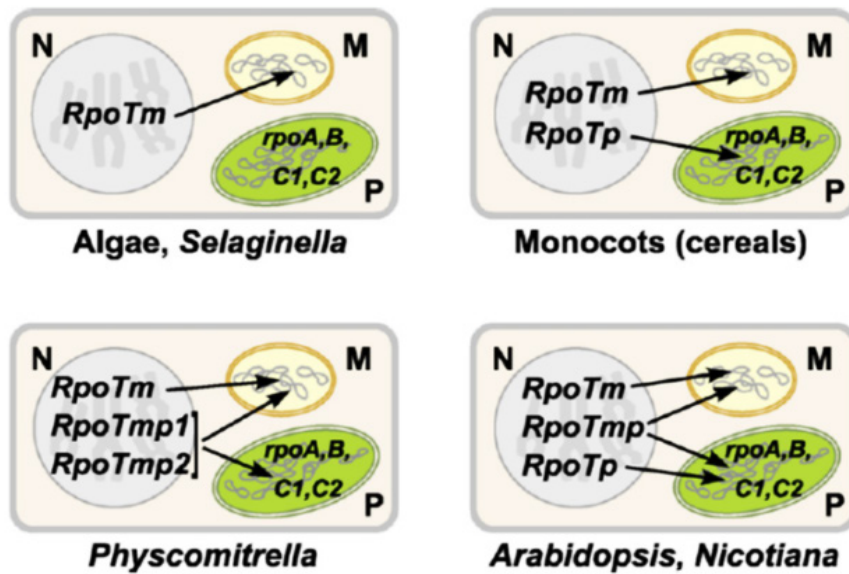 N
M
RpoTm
rpoA,B,
C1,C2
P
Algae, Selaginella
N
M
RpoTm
RpoTp
rpoA,B,
C1,C2
P
Monocots (cereals)
N
M
RpoTm
RpoTmp1
RpoTmp2
rpoA,B,
C1,C2
P
Physcomitrella
N
M
RpoTm
RpoTmp
RpoTp
rpoA,B,
C1,C2
P
Arabidopsis, Nicotiana